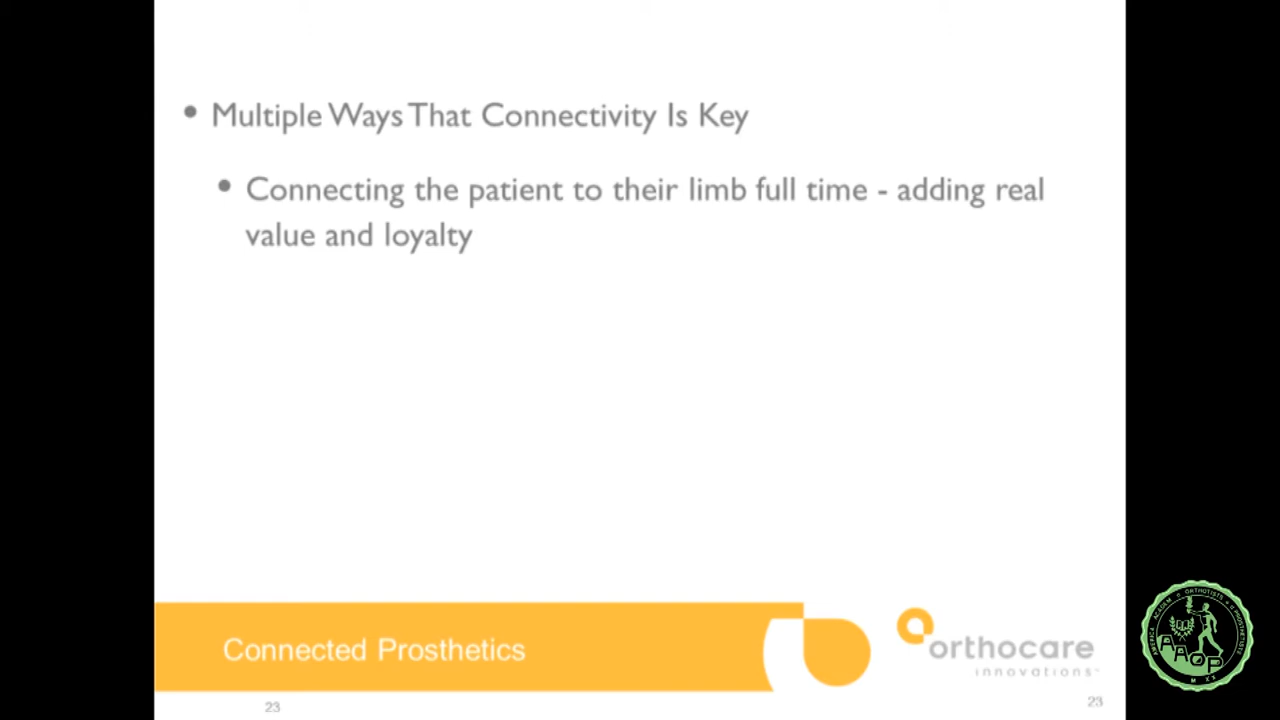 • Multiple Ways That Connectivity Is Key
• Connecting the patient to their limb full time - adding real
value and loyalty
Connected Prosthetics
orthocare
innovations
23
23
AAOP